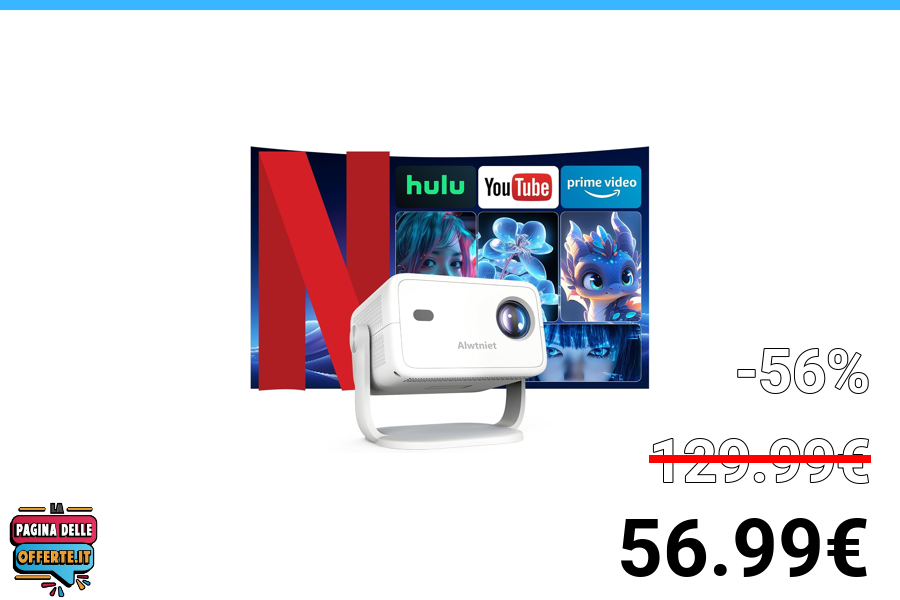 hulu
YouTube
prime video
Alwtniet
-56%
129.99€
56.99€
LA
PAGINA DELLE
OFFERTE.IT